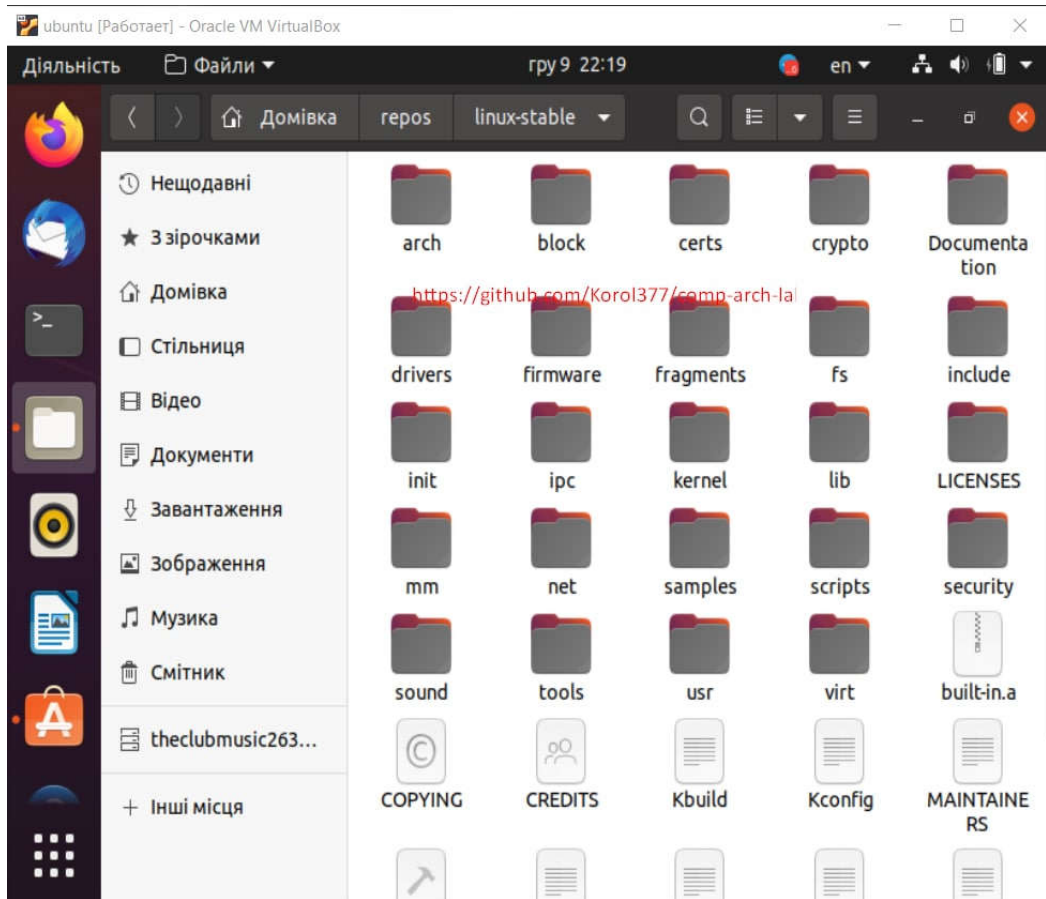 ubuntu [Работает] - Oracle VM VirtualBox
Діяльність Файли гру 9 22:19 en
Домівка repos linux-stable
Нещодавні
З зірочками
Домівка
Стільниця
Відео
Документи
Завантаження
Зображення
Музика
Смітник
theclubmusic263...
+ Інші місця
arch block certs crypto Documenta
tion
https://github.com/Korol377/comp-arch-la
drivers firmware fragments fs include
init ipc kernel lib LICENSES
mm net samples scripts security
sound tools usr virt built-in.a
COPYING CREDITS Kbuild Kconfig MAINTAINE
RS